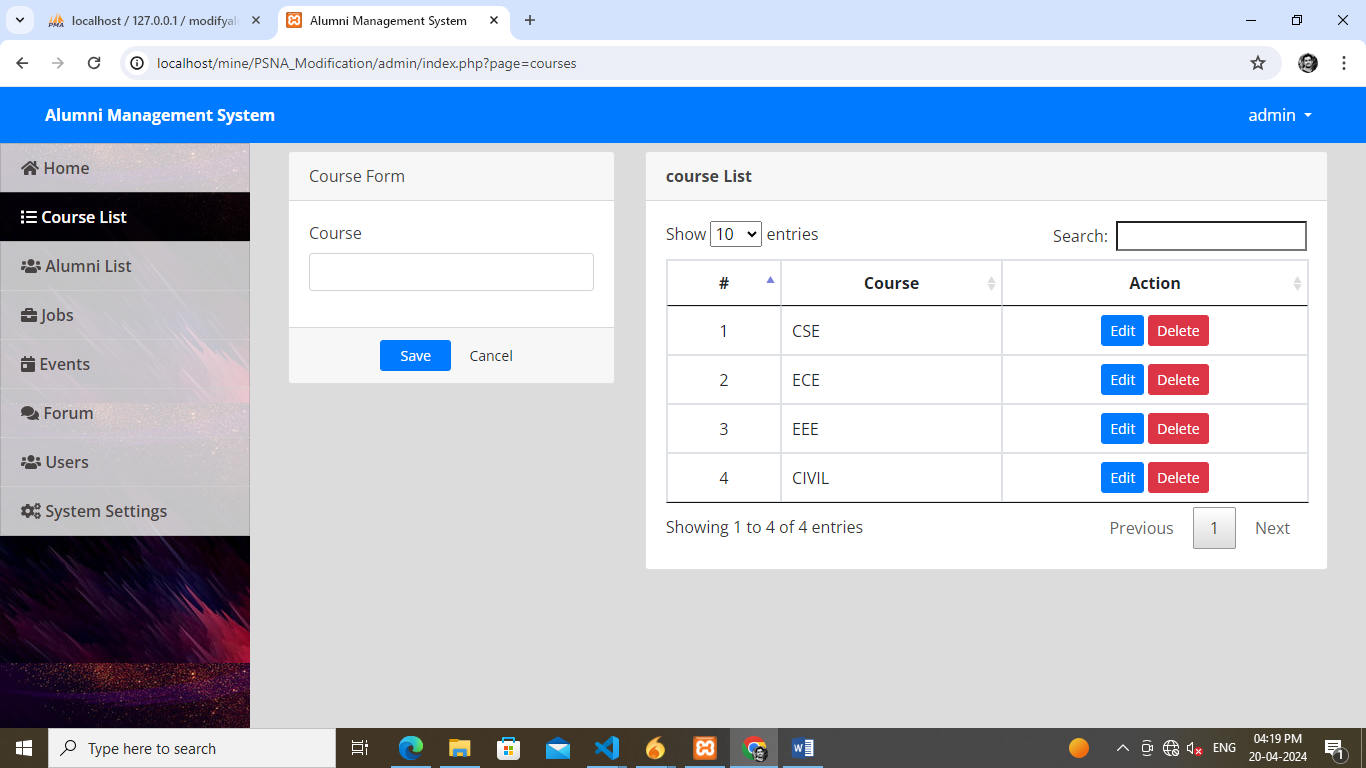 localhost / 127.0.0.1 / modifyal
Alumni Management System
localhost/mine/PSNA_Modification/admin/index.php?page=courses
Alumni Management System
admin
Home
Course List
Alumni List
Jobs
Events
Forum
Users
System Settings
Course Form
Course
Save Cancel
course List
Show 10 entries
Search:
# Course Action
1 CSE Edit Delete
2 ECE Edit Delete
3 EEE Edit Delete
4 CIVIL Edit Delete
Showing 1 to 4 of 4 entries
Previous 1 Next
Type here to search
ENG
04:19 PM
20-04-2024
1